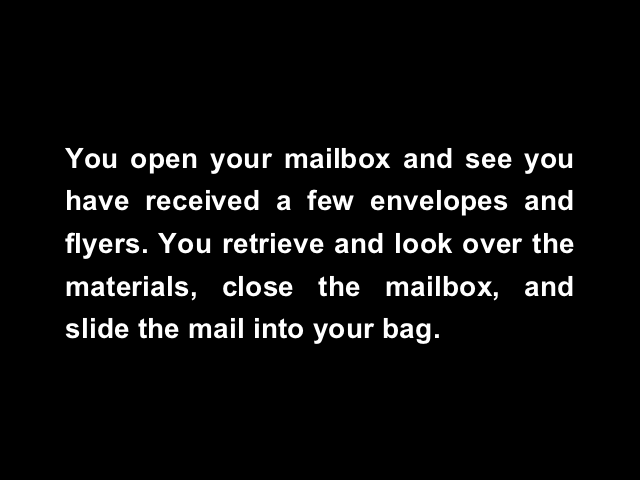 You open your mailbox and see you
have received a few envelopes and
flyers. You retrieve and look over the
materials, close the mailbox, and
slide the mail into your bag.